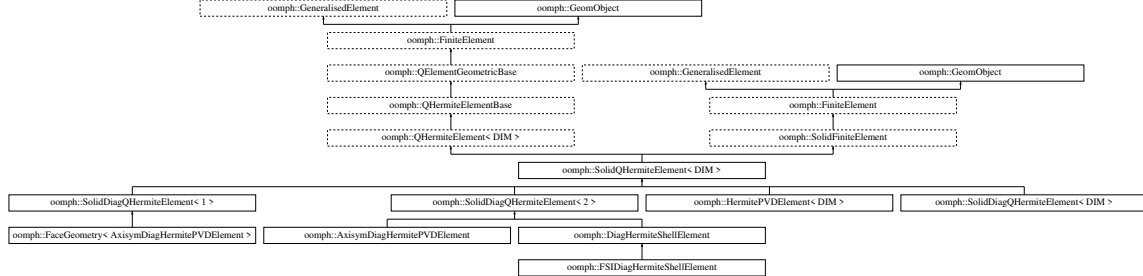 oomph::GeneralisedElement
oomph::GeomObject
oomph::FiniteElement
oomph::QElementGeometricBase
oomph::GeneralisedElement
oomph::GeomObject
oomph::QHermiteElementBase
oomph::FiniteElement
oomph::QHermiteElement< DIM >
oomph::SolidFiniteElement
oomph::SolidQHermiteElement< DIM >
oomph::SolidDiagQHermiteElement< 1 >
oomph::SolidDiagQHermiteElement< 2 >
oomph::HermitePVDElement< DIM >
oomph::SolidDiagQHermiteElement< DIM >
oomph::FaceGeometry< AxisymDiagHermitePVDElement >
oomph::AxisymDiagHermitePVDElement
oomph::DiagHermiteShellElement
oomph::FSIDiagHermiteShellElement